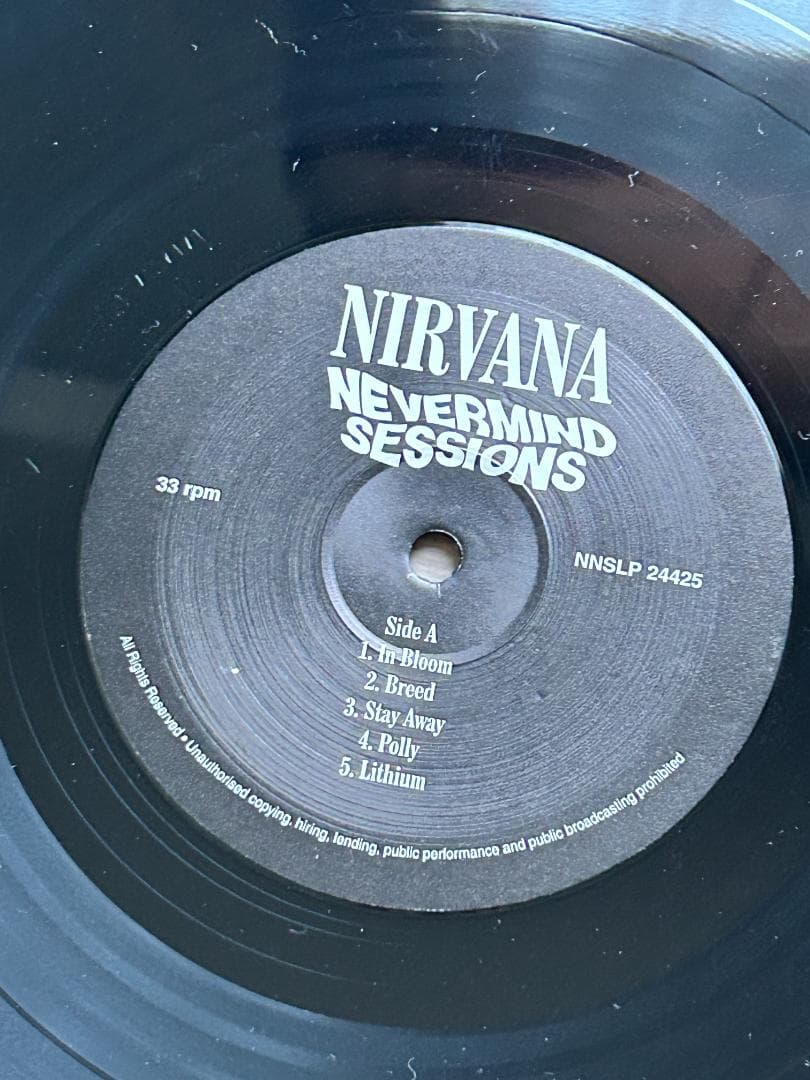 NIRVANA
NEVERMIND
SESSIONS
33 rpm
NNSLP 24425
Side A
1. In Bloom
2. Breed
3. Stay Away
4. Polly
5. Lithium
All Rights Reserved • Unauthorised copying, hiring, lending, public performance and public broadcasting prohibited